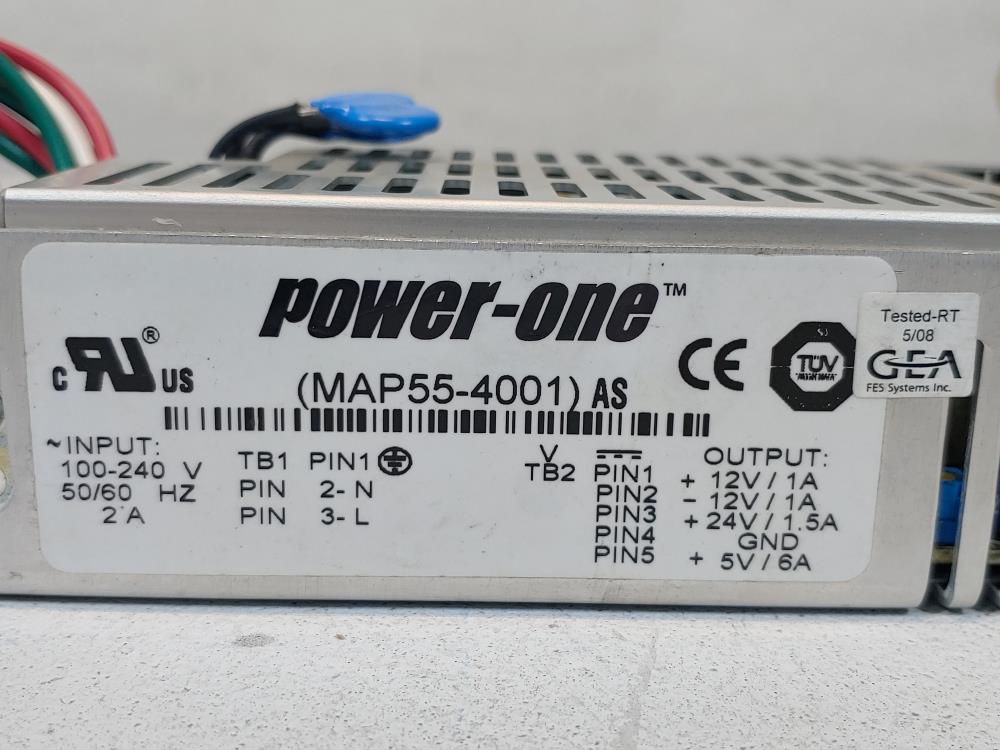 power-one™
c RU® US
(MAP55-4001) AS
CE
TÜV
Tested-RT
5/08
GEA
FES Systems Inc.
~INPUT:
100-240 V
50/60 HZ
2 A
TB1 PIN1
PIN 2- N
PIN 3- L
V
TB2
OUTPUT:
PIN1 + 12V / 1A
PIN2 - 12V / 1A
PIN3 + 24V / 1.5A
PIN4 GND
PIN5 + 5V / 6A